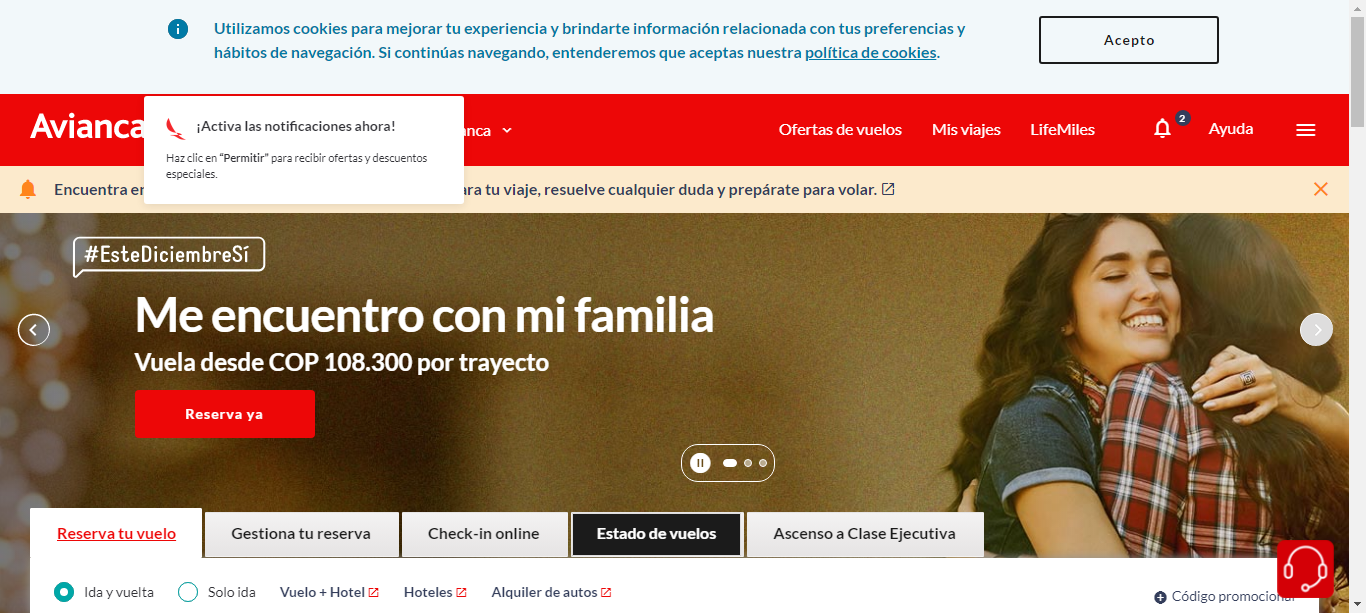 Utilizamos cookies para mejorar tu experiencia y brindarte información relacionada con tus preferencias y
hábitos de navegación. Si continúas navegando, entenderemos que aceptas nuestra política de cookies.
Acepto
Avianca
¡Activa las notificaciones ahora!
Haz clic en “Permitir” para recibir ofertas y descuentos
especiales.
anca
Ofertas de vuelos
Mis viajes
LifeMiles
2
Ayuda
Encuentra en
para tu viaje, resuelve cualquier duda y prepárate para volar.
#EsteDiciembreSí
Me encuentro con mi familia
Vuela desde COP 108.300 por trayecto
Reserva ya
Reserva tu vuelo
Gestiona tu reserva
Check-in online
Estado de vuelos
Ascenso a Clase Ejecutiva
Ida y vuelta
Solo ida
Vuelo + Hotel
Hoteles
Alquiler de autos
Código promocional